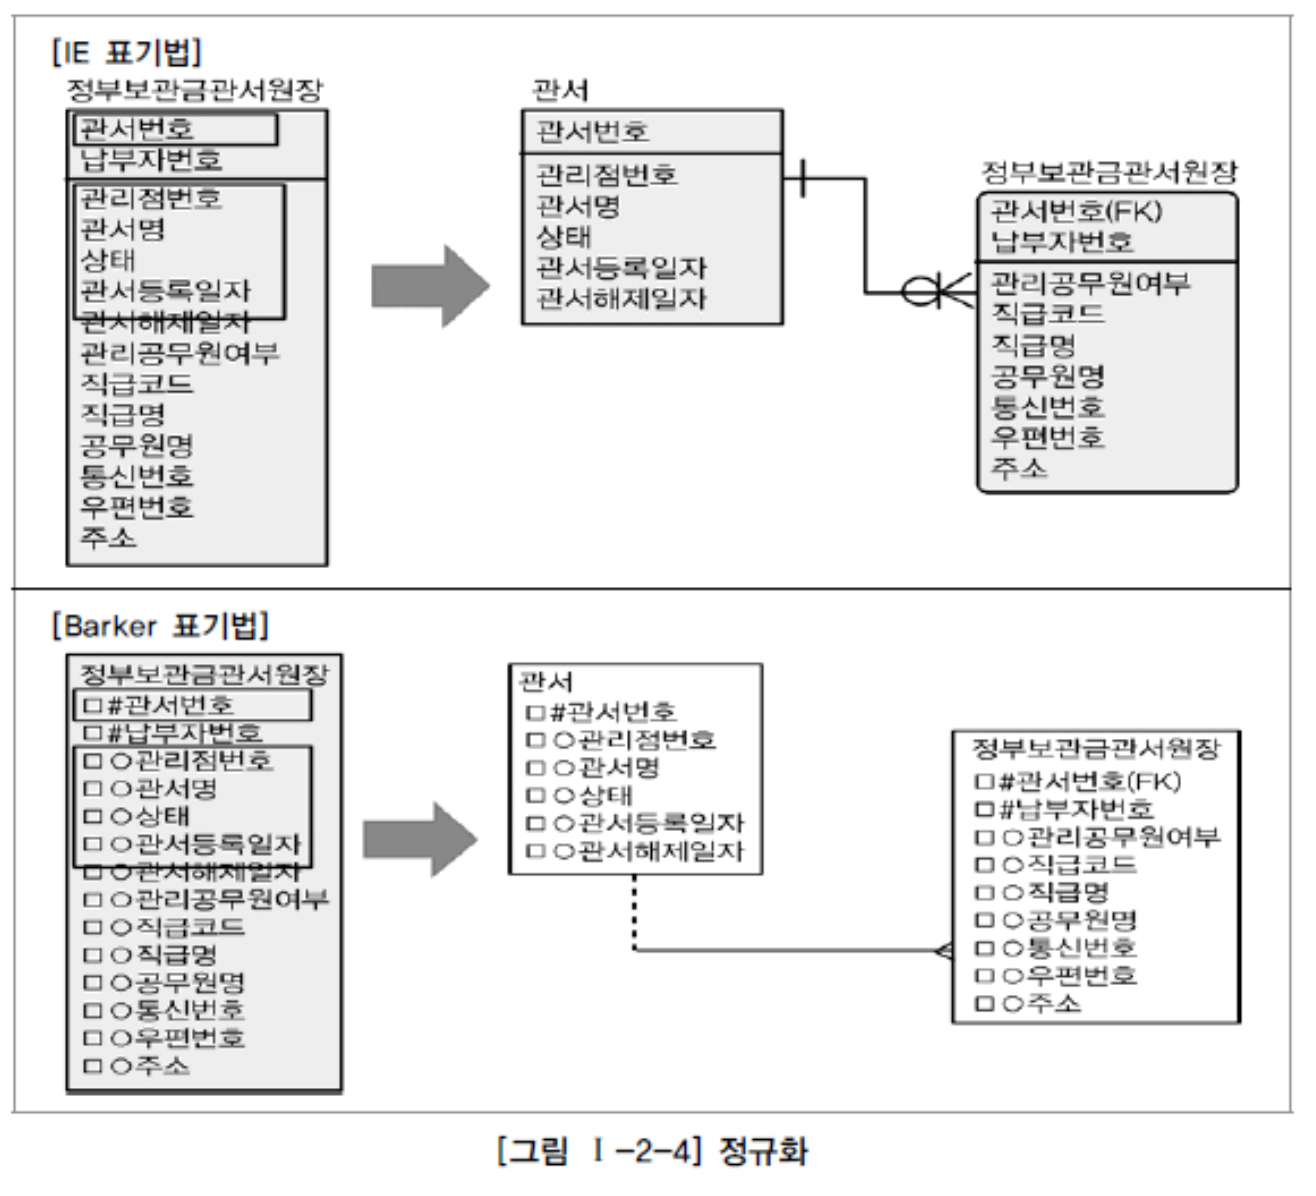 [IE 표기법]
정부보관금관서원장
관서번호
납부자번호
관리점번호
관서명
상태
관서등록일자
관서해제일자
관리공무원여부
직급코드
직급명
공무원명
통신번호
우편번호
주소
관서
관서번호
관리점번호
관서명
상태
관서등록일자
관서해제일자
정부보관금관서원장
관서번호(FK)
납부자번호
관리공무원여부
직급코드
직급명
공무원명
통신번호
우편번호
주소
[Barker 표기법]
정부보관금관서원장
□#관서번호
□#납부자번호
□○관리점번호
□○관서명
□○상태
□○관서등록일자
□○관서해제일자
□○관리공무원여부
□○직급코드
□○직급명
□○공무원명
□○통신번호
□○우편번호
□○주소
관서
□#관서번호
□○관리점번호
□○관서명
□○상태
□○관서등록일자
□○관서해제일자
정부보관금관서원장
□#관서번호(FK)
□#납부자번호
□○관리공무원여부
□○직급코드
□○직급명
□○공무원명
□○통신번호
□○우편번호
□○주소
[그림 Ⅰ-2-4] 정규화